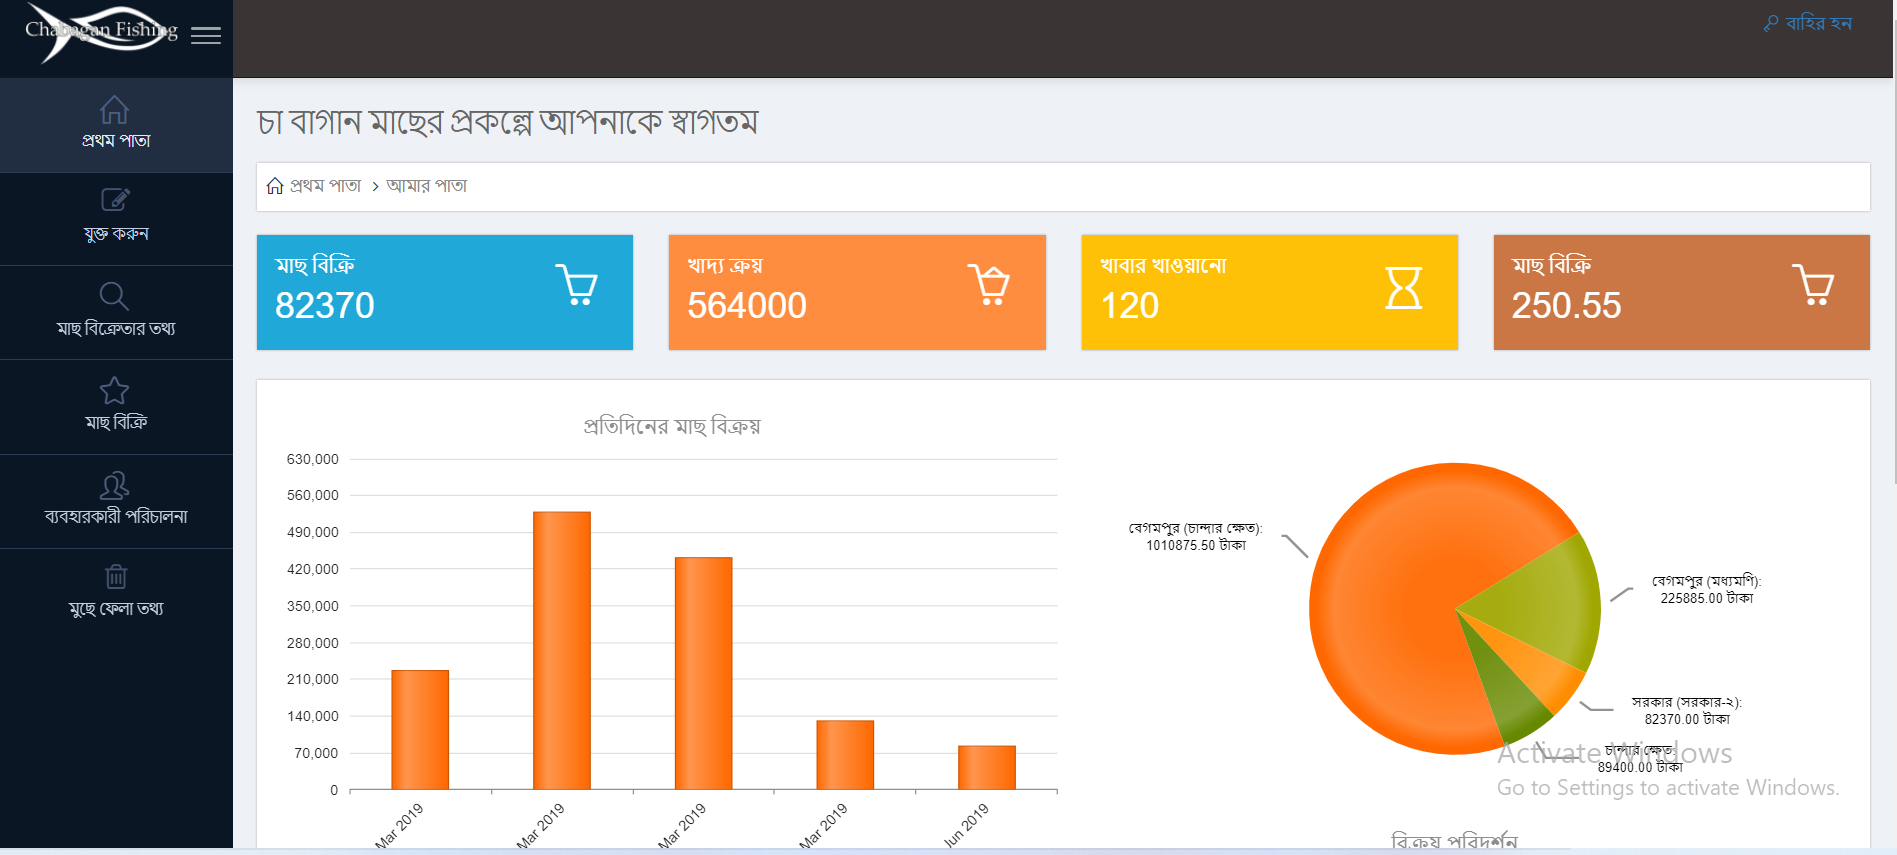 Chabagan Fishing
বাহির হন
প্রথম পাতা
যুক্ত করুন
মাছ বিক্রেতার তথ্য
মাছ বিক্রি
ব্যবহারকারী পরিচালনা
মুছে ফেলা তথ্য
চা বাগান মাছের প্রকল্পে আপনাকে স্বাগতম
প্রথম পাতা > আমার পাতা
মাছ বিক্রি
82370
খাদ্য ক্রয়
564000
খাবার খাওয়ানো
120
মাছ বিক্রি
250.55
প্রতিদিনের মাছ বিক্রয়
630,000
560,000
490,000
420,000
350,000
280,000
210,000
140,000
70,000
0
Mar 2019
Mar 2019
Mar 2019
Mar 2019
Jun 2019
বেগমপুর (চান্দার ক্ষেত):
1010875.50 টাকা
বেগমপুর (মধ্যমণি):
225885.00 টাকা
সরকার (সরকার-২):
82370.00 টাকা
চান্দার ক্ষেত:
89400.00 টাকা
Activate Windows
Go to Settings to activate Windows.
বিক্রয় পরিদর্শন